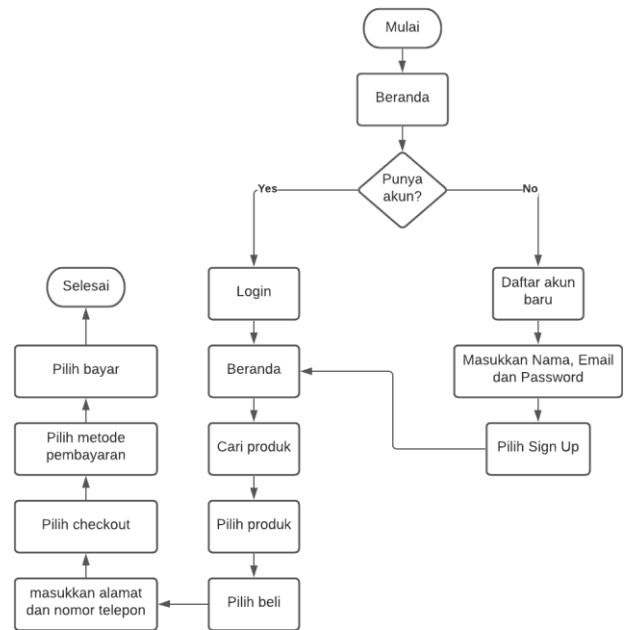 Mulai
Beranda
Punya
akun?
Yes
No
Login
Daftar akun
baru
Selesai
Pilih bayar
Beranda
Masukkan Nama, Email
dan Password
Pilih metode
pembayaran
Cari produk
Pilih Sign Up
Pilih checkout
Pilih produk
masukkan alamat
dan nomor telepon
Pilih beli